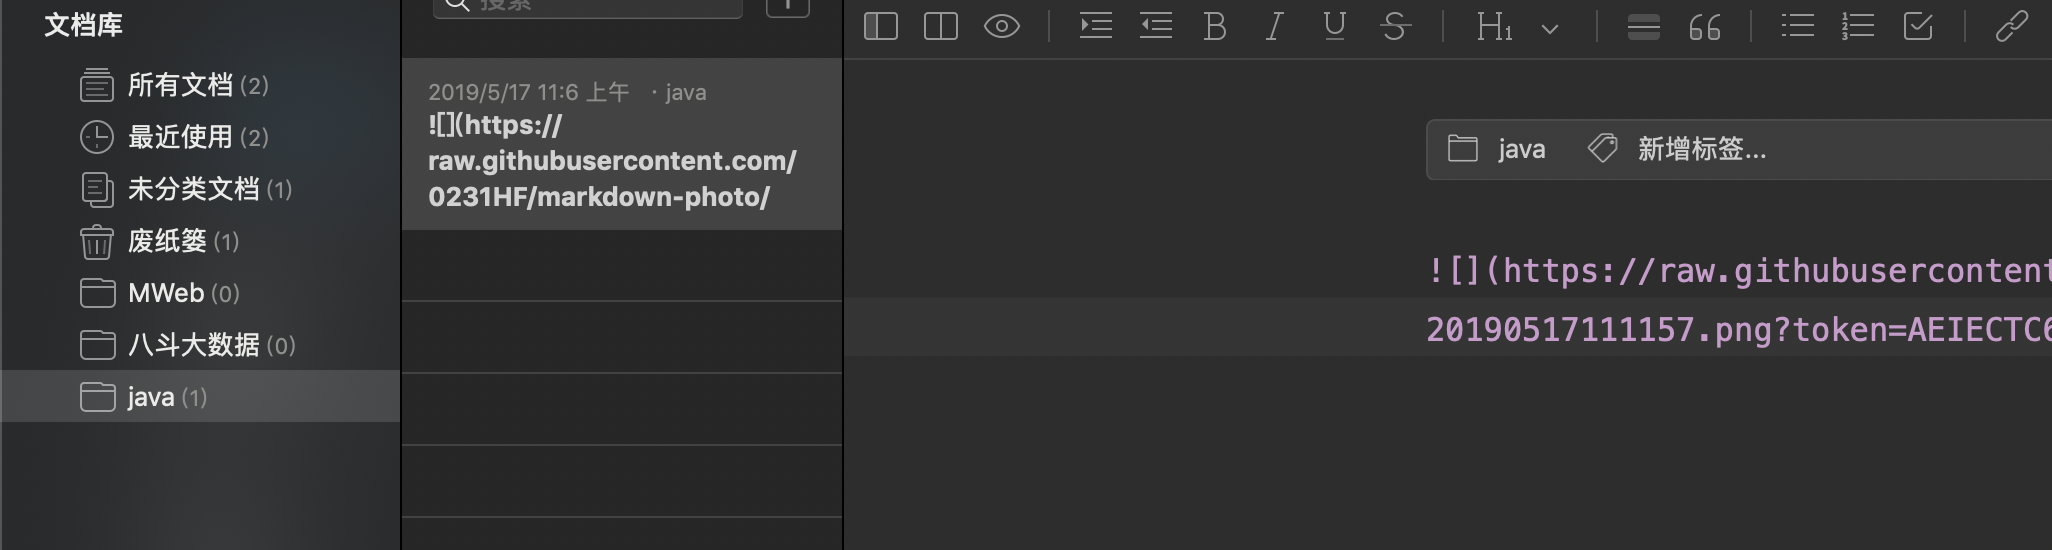 文档库
所有文档 (2)
最近使用 (2)
未分类文档 (1)
废纸篓 (1)
MWeb (0)
八斗大数据 (0)
java (1)
搜索
2019/5/17 11:6 上午 · java
![](https://
raw.githubusercontent.com/
0231HF/markdown-photo/
B I U S H1
java 新增标签...
![](https://raw.githubusercontent
20190517111157.png?token=AEIECTC6